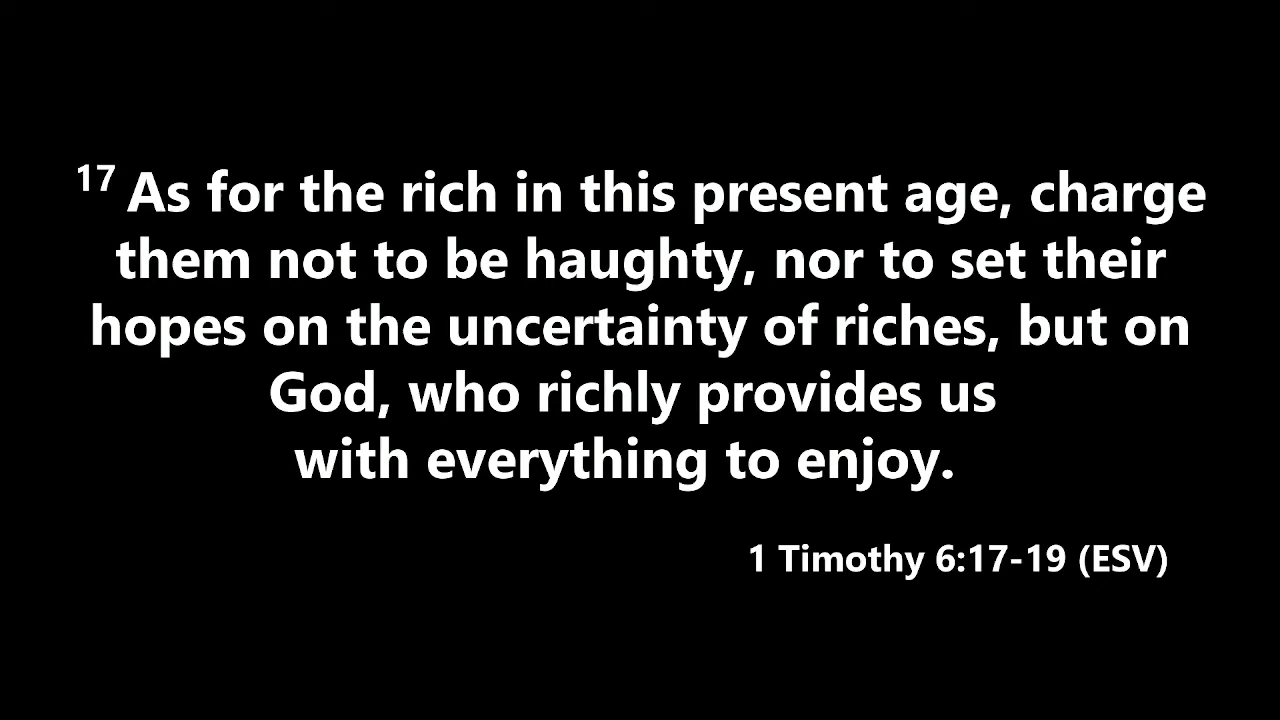 17 As for the rich in this present age, charge
them not to be haughty, nor to set their
hopes on the uncertainty of riches, but on
God, who richly provides us
with everything to enjoy.
1 Timothy 6:17-19 (ESV)